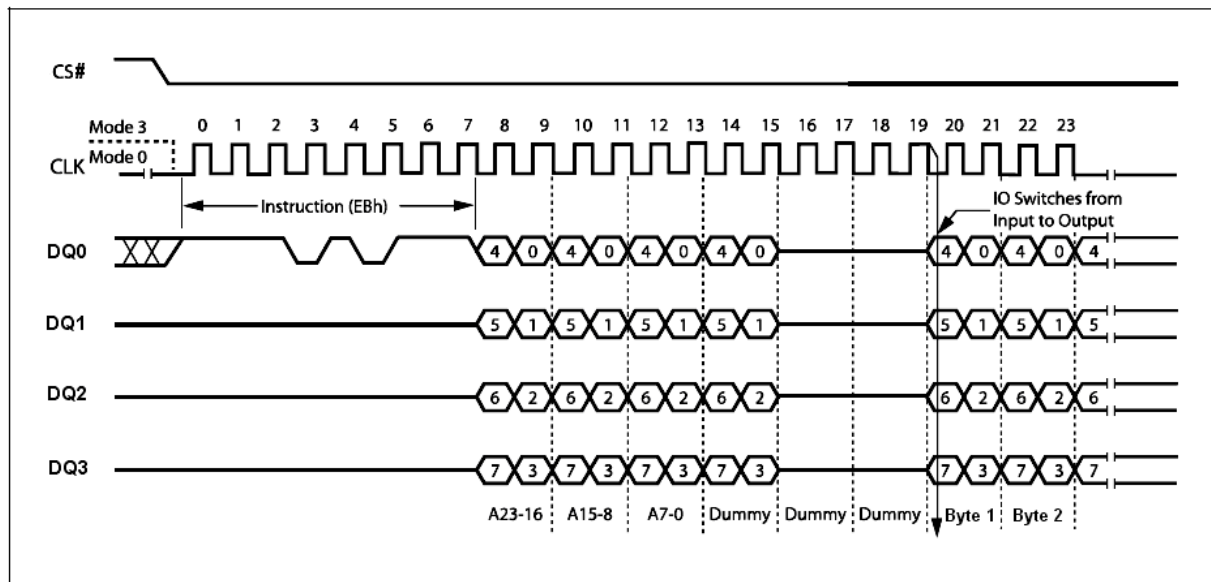 CS#
Mode 3
0 1 2 3 4 5 6 7 8 9 10 11 12 13 14 15 16 17 18 19 20 21 22 23
Mode 0
CLK
Instruction (EBh)
IO Switches from
Input to Output
DQ0 4 0 4 0 4 0 4 0 4 0 4 0 4
DQ1 5 1 5 1 5 1 5 1 5 1 5 1 5
DQ2 6 2 6 2 6 2 6 2 6 2 6 2 6
DQ3 7 3 7 3 7 3 7 3 7 3 7 3 7
A23-16 A15-8 A7-0 Dummy Dummy Dummy Byte 1 Byte 2